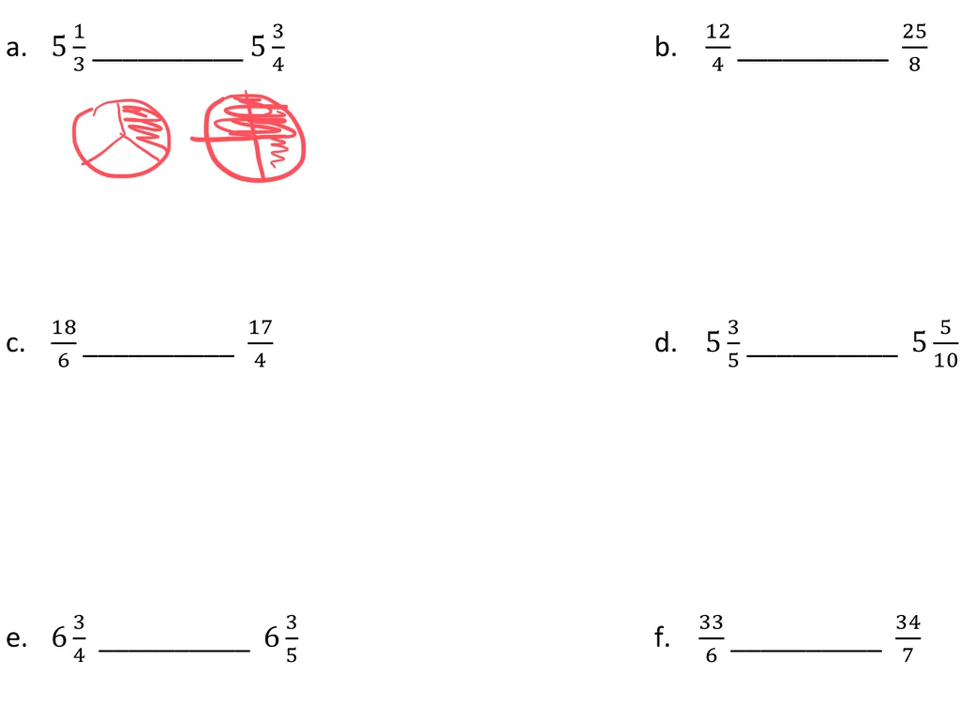 a. 5 1/3 __________ 5 3/4
b. 12/4 __________ 25/8
c. 18/6 __________ 17/4
d. 5 3/5 __________ 5 5/10
e. 6 3/4 __________ 6 3/5
f. 33/6 __________ 34/7